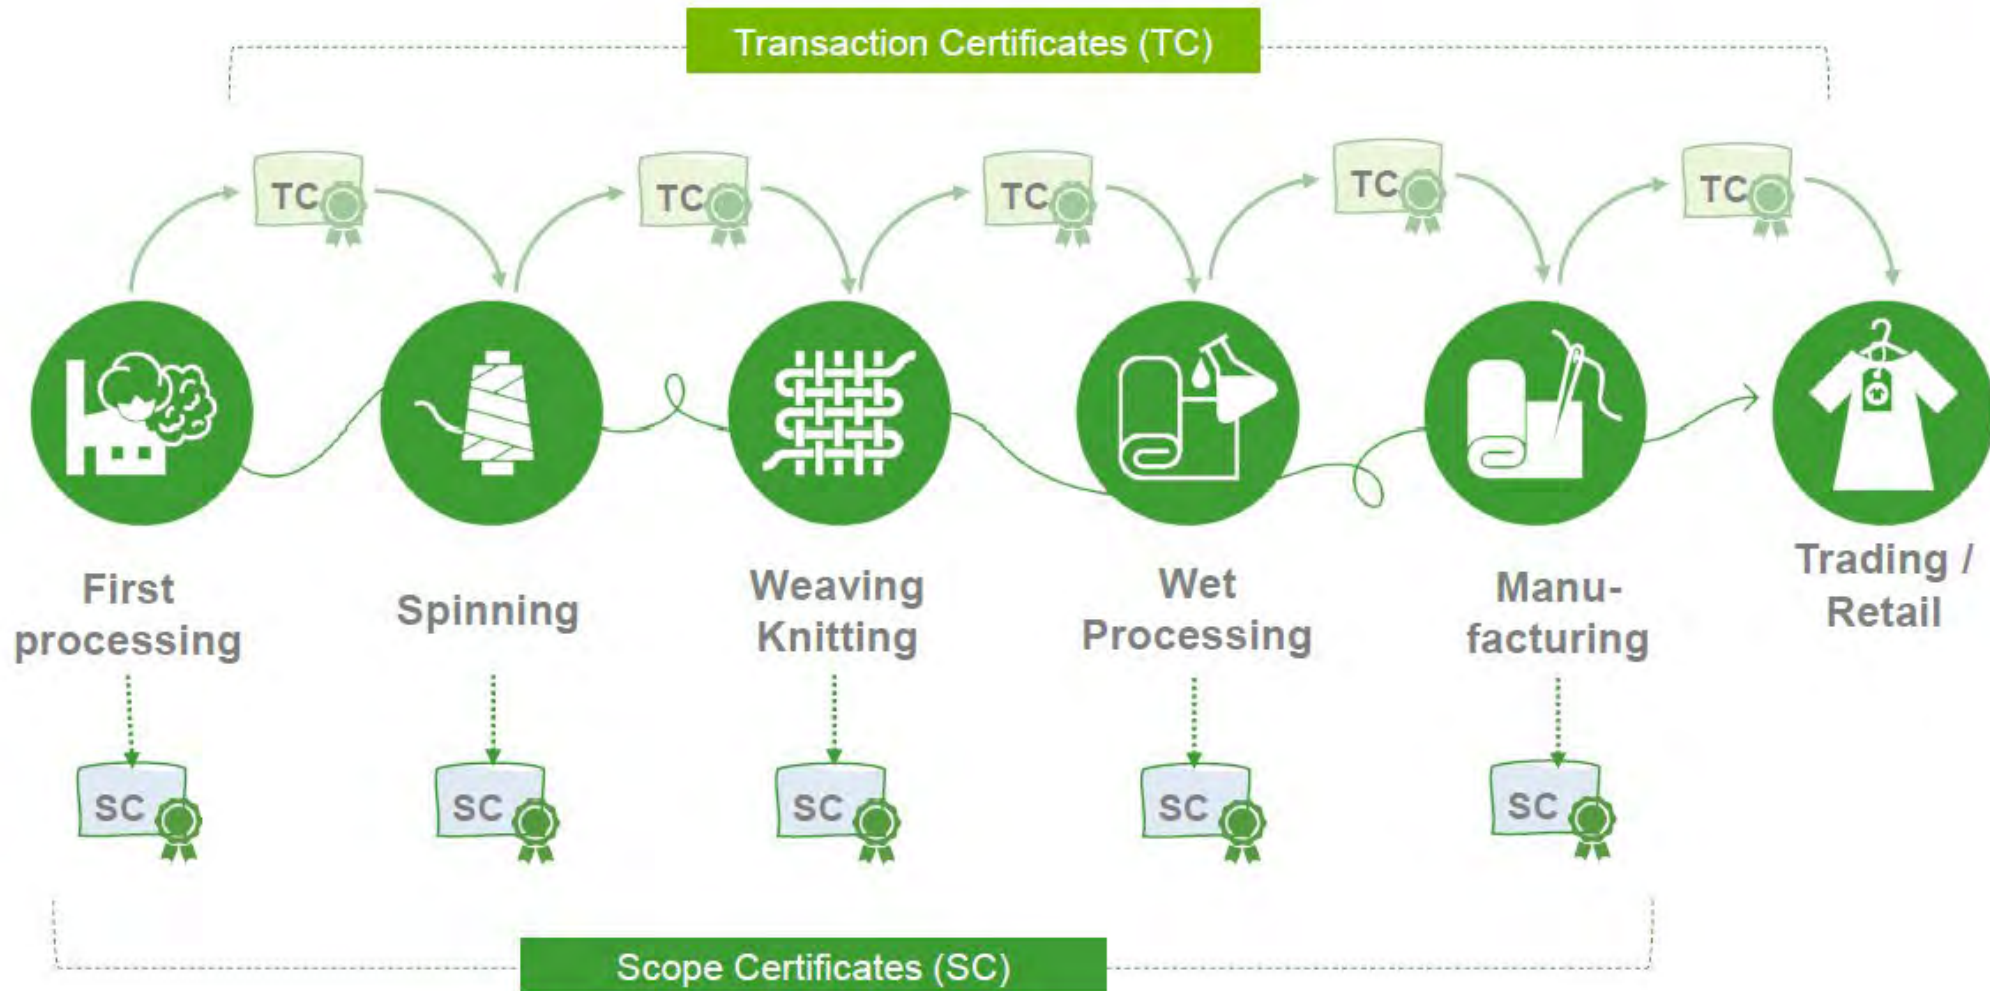 Transaction Certificates (TC)
TC
TC
TC
TC
TC
First
processing
Spinning
Weaving
Knitting
Wet
Processing
Manu-
facturing
Trading /
Retail
SC
SC
SC
SC
SC
Scope Certificates (SC)